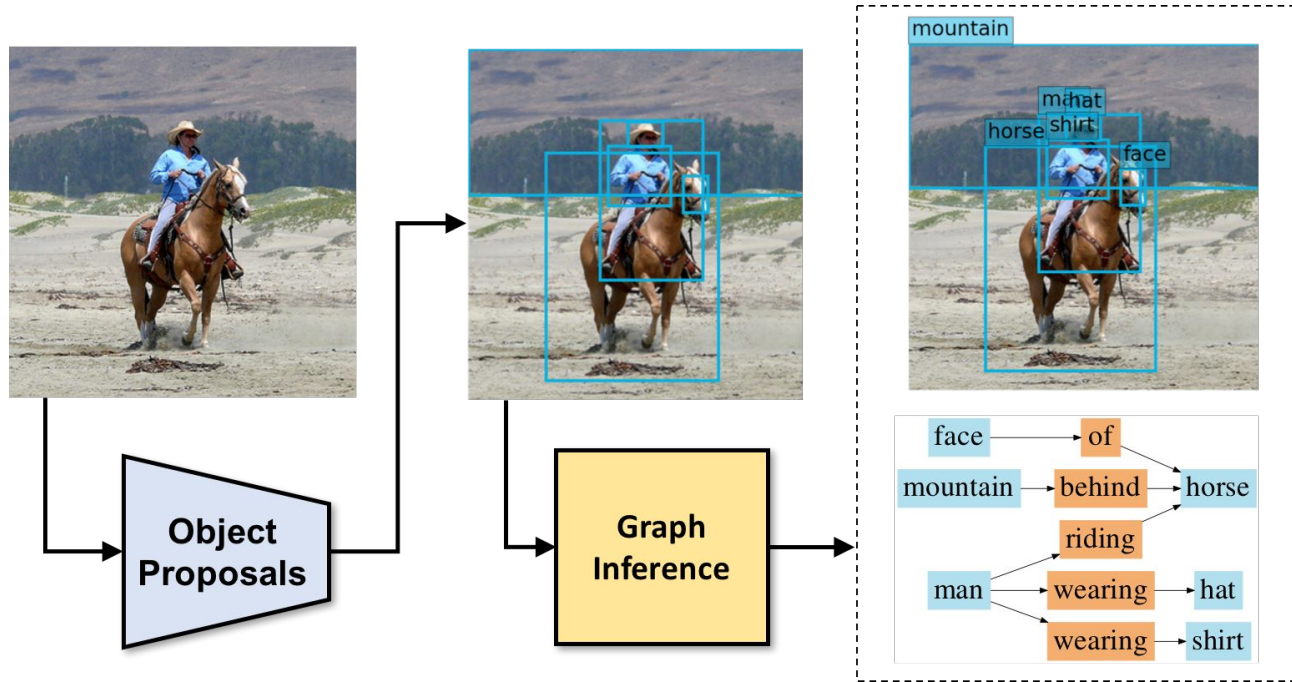 mountain
man
hat
shirt
horse
face
Object
Proposals
Graph
Inference
face of
mountain behind horse
riding
man wearing hat
wearing shirt